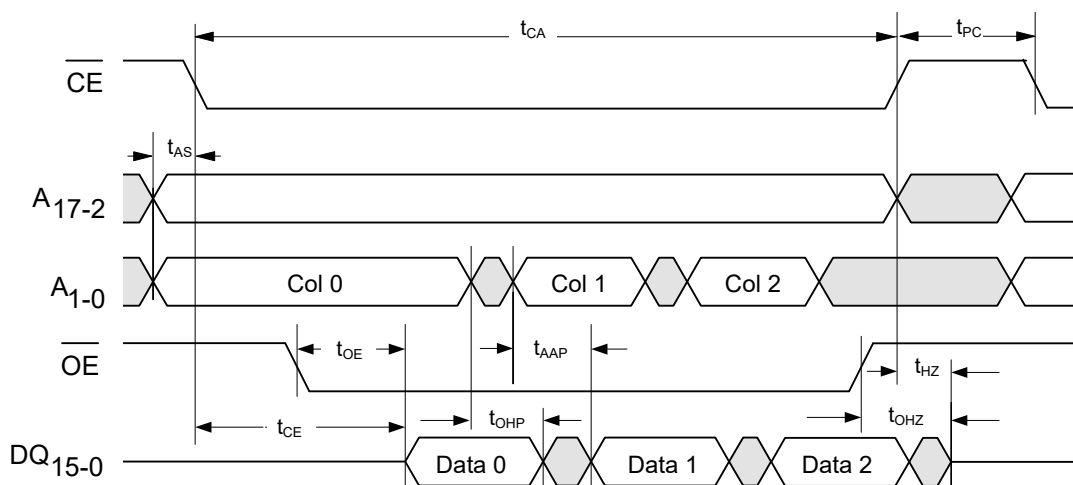 tCA
tPC
CE
tAS
A17-2
A1-0
Col 0
Col 1
Col 2
OE
tOE
tAAP
tHZ
tCE
tOHP
tOHZ
DQ15-0
Data 0
Data 1
Data 2